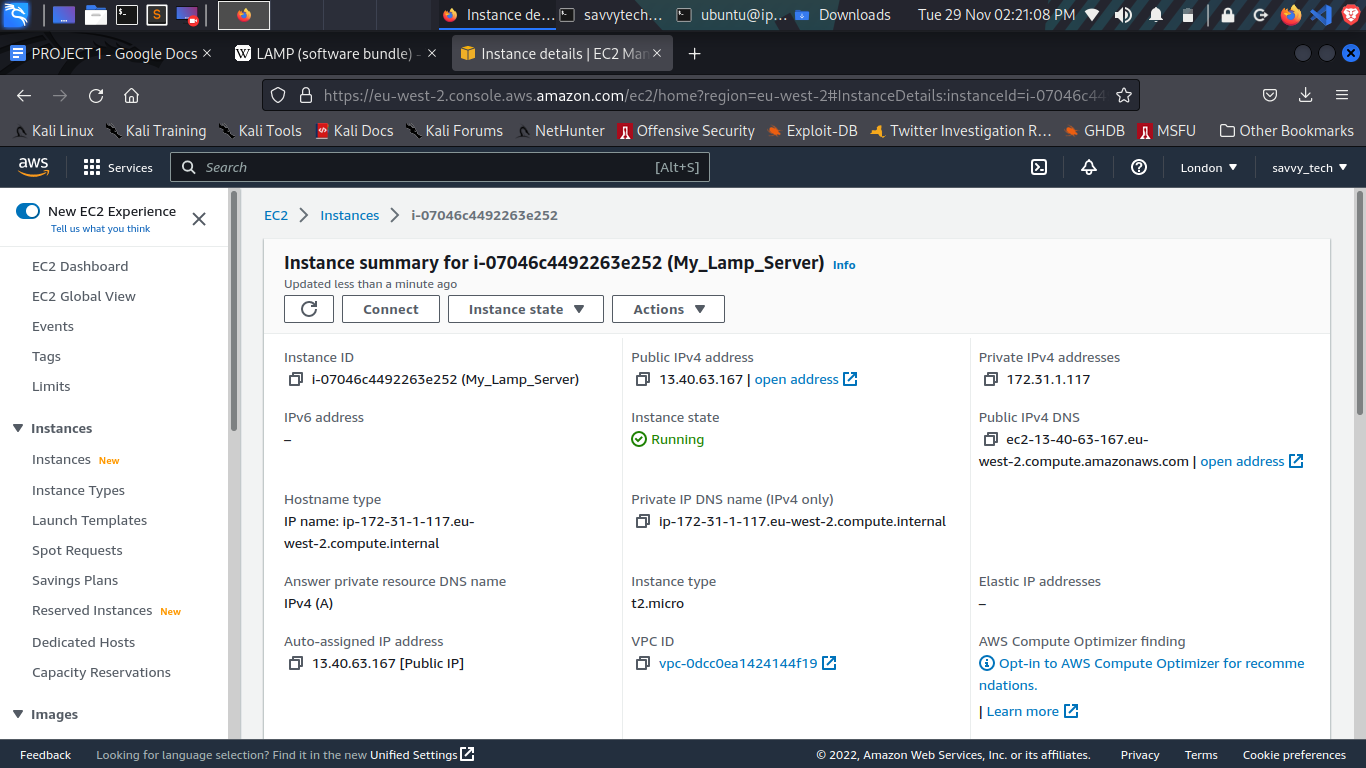 Instance de...
savvytech...
ubuntu@ip...
Downloads
Tue 29 Nov 02:21:08 PM
PROJECT 1 - Google Docs
LAMP (software bundle) -
Instance details | EC2 Man
https://eu-west-2.console.aws.amazon.com/ec2/home?region=eu-west-2#InstanceDetails:instanceId=i-07046c44
Kali Linux
Kali Training
Kali Tools
Kali Docs
Kali Forums
NetHunter
Offensive Security
Exploit-DB
Twitter Investigation R...
GHDB
MSFU
Other Bookmarks
aws
Services
Search
[Alt+S]
London
savvy_tech
New EC2 Experience
Tell us what you think
EC2 Dashboard
EC2 Global View
Events
Tags
Limits
Instances
Instances New
Instance Types
Launch Templates
Spot Requests
Savings Plans
Reserved Instances New
Dedicated Hosts
Capacity Reservations
Images
EC2 > Instances > i-07046c4492263e252
Instance summary for i-07046c4492263e252 (My_Lamp_Server) Info
Updated less than a minute ago
Connect
Instance state
Actions
Instance ID
i-07046c4492263e252 (My_Lamp_Server)
Public IPv4 address
13.40.63.167 | open address
Private IPv4 addresses
172.31.1.117
IPv6 address
–
Instance state
Running
Public IPv4 DNS
ec2-13-40-63-167.eu-
west-2.compute.amazonaws.com | open address
Hostname type
IP name: ip-172-31-1-117.eu-
west-2.compute.internal
Private IP DNS name (IPv4 only)
ip-172-31-1-117.eu-west-2.compute.internal
Answer private resource DNS name
IPv4 (A)
Instance type
t2.micro
Elastic IP addresses
–
Auto-assigned IP address
13.40.63.167 [Public IP]
VPC ID
vpc-0dcc0ea1424144f19
AWS Compute Optimizer finding
Opt-in to AWS Compute Optimizer for recomme
ndations.
| Learn more
Feedback
Looking for language selection? Find it in the new Unified Settings
© 2022, Amazon Web Services, Inc. or its affiliates.
Privacy
Terms
Cookie preferences